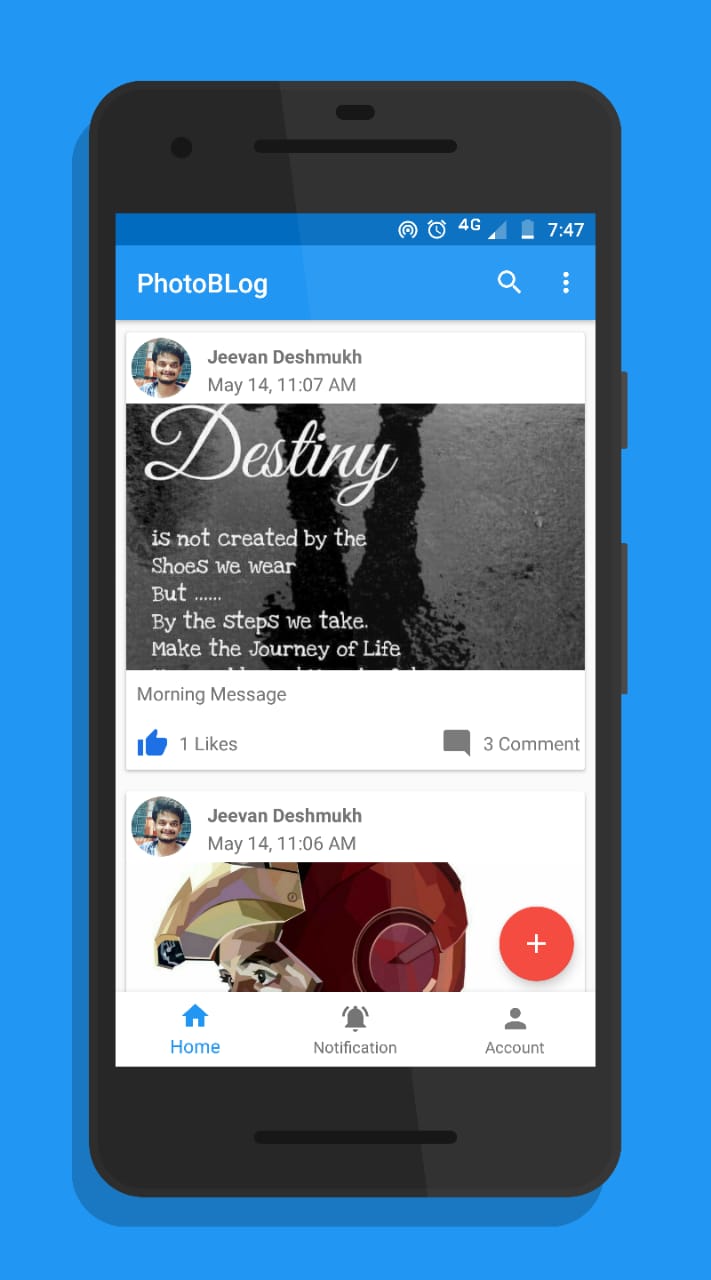 4G 7:47
PhotoBLog
Jeevan Deshmukh
May 14, 11:07 AM
Destiny
is not created by the
Shoes we wear
But ......
By the steps we take.
Make the Journey of Life
Morning Message
1 Likes 3 Comment
Jeevan Deshmukh
May 14, 11:06 AM
Home Notification Account